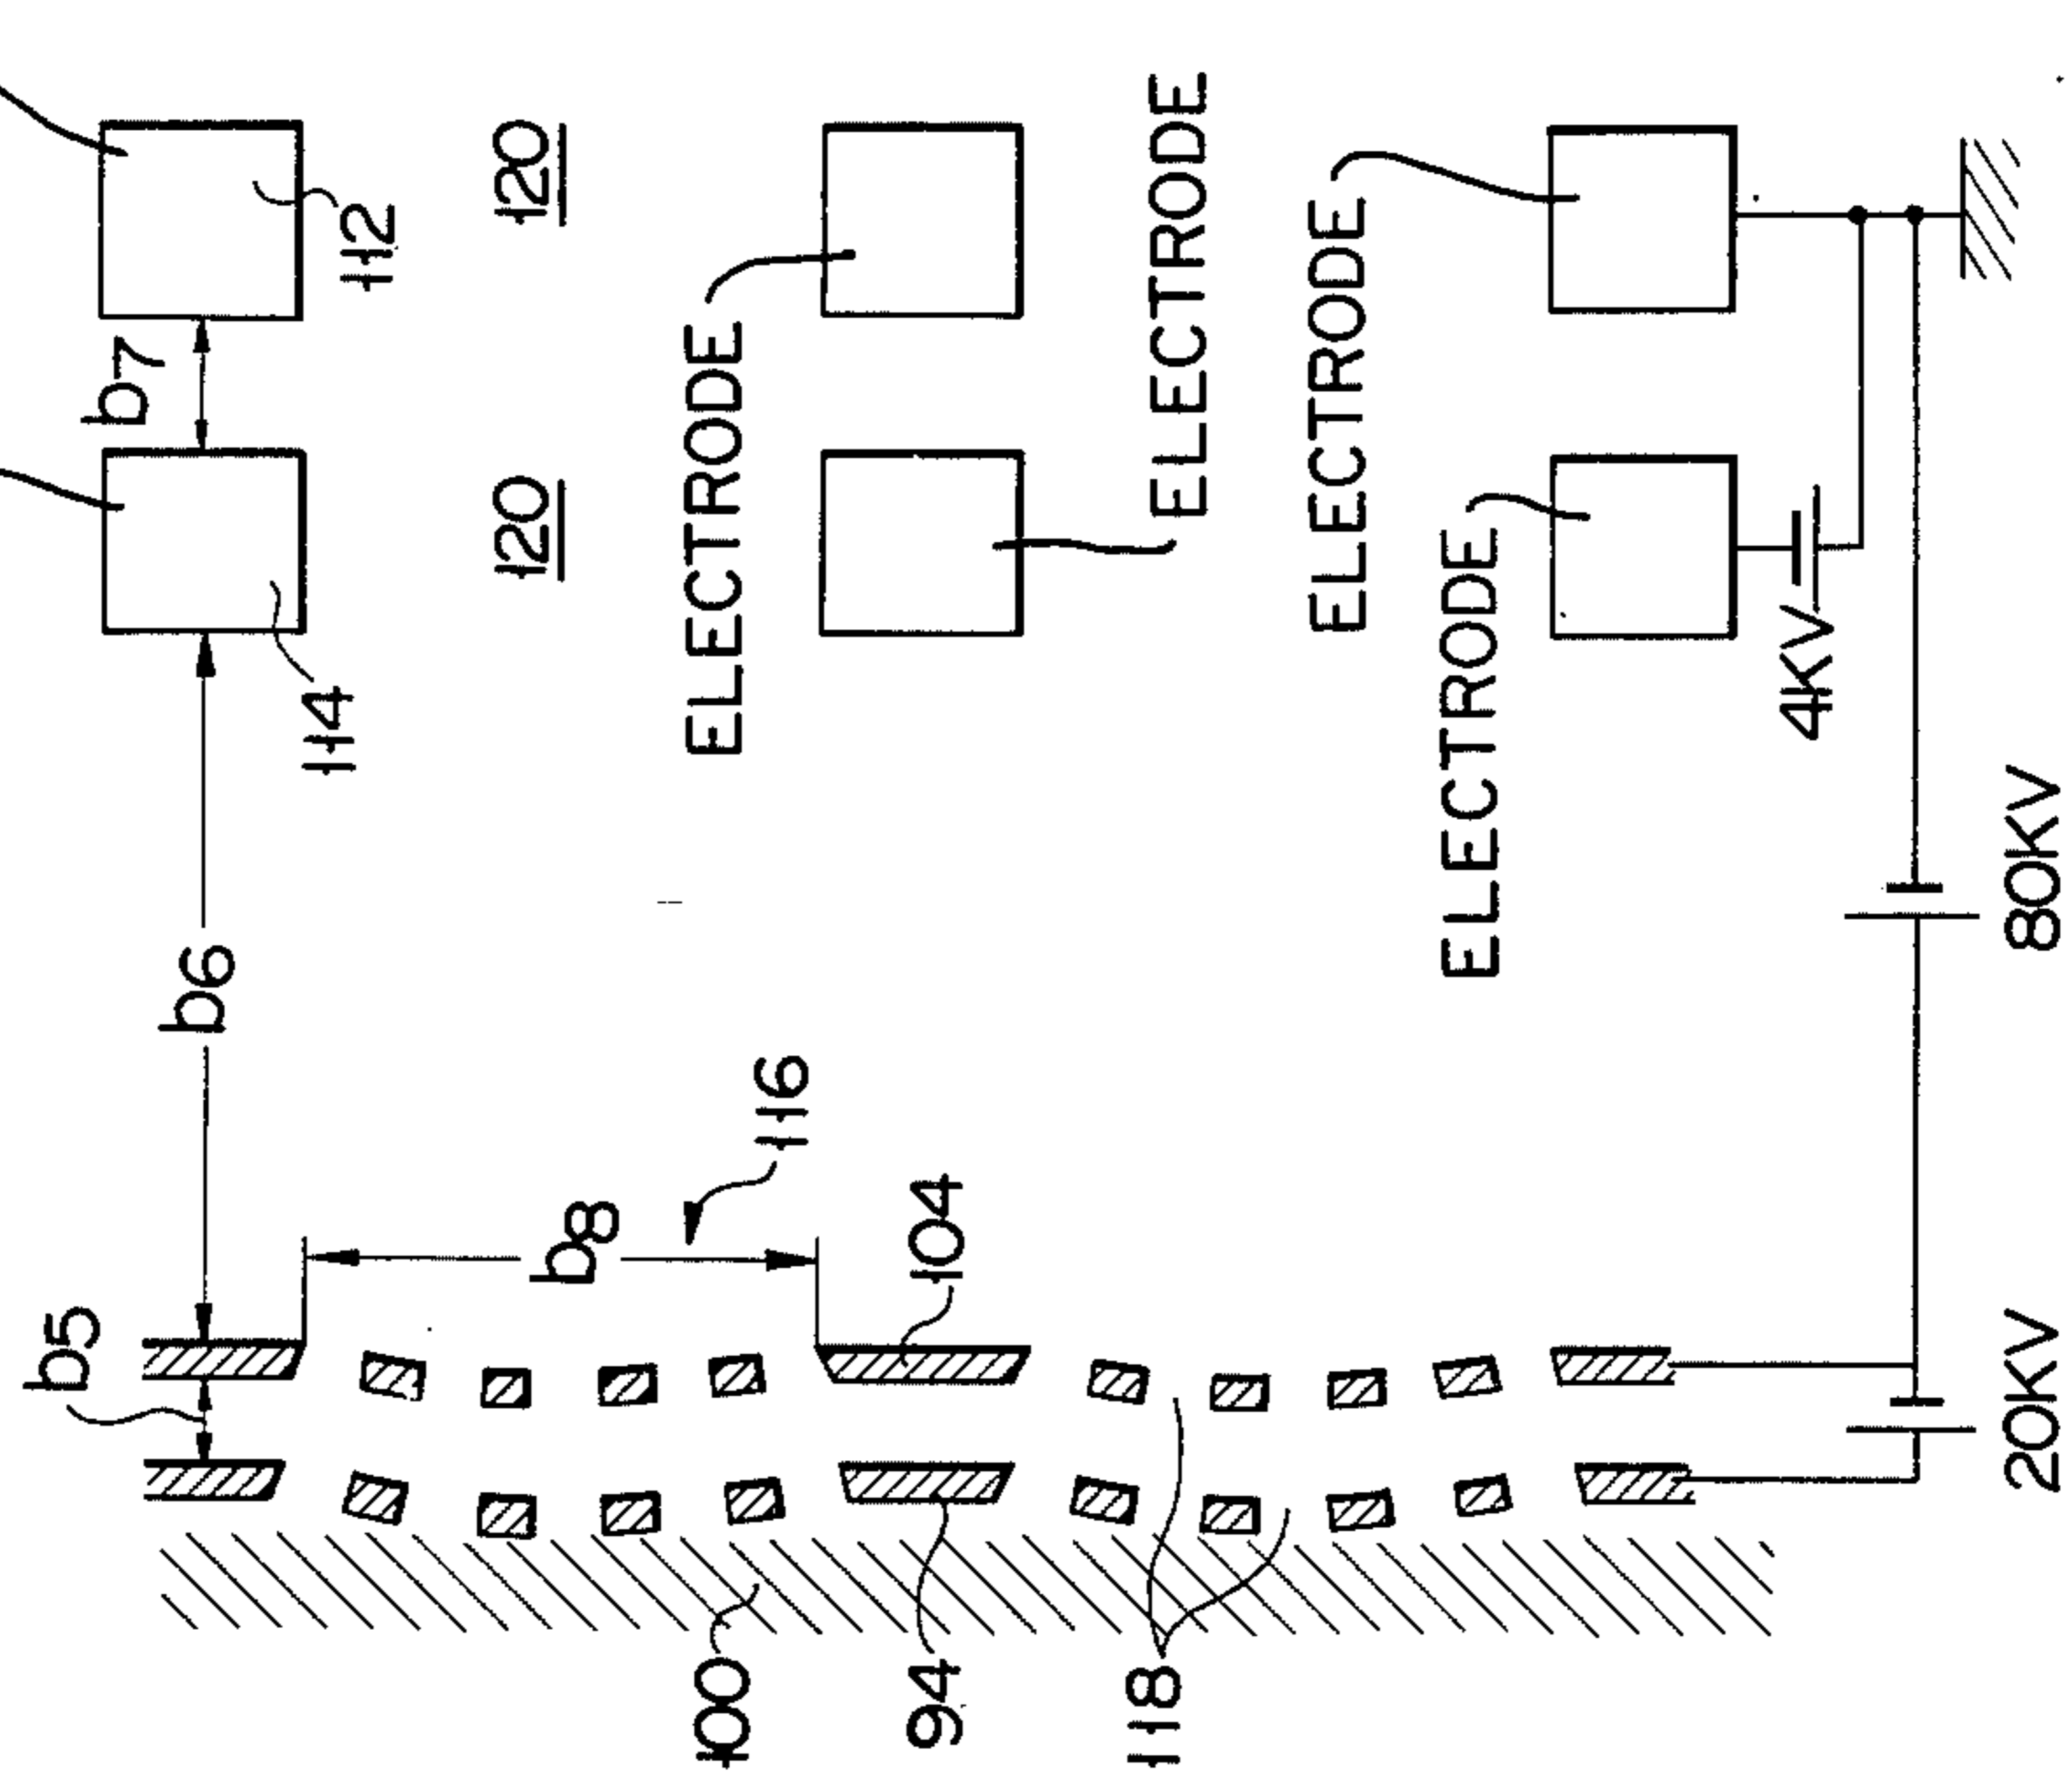 112
b7
120
114
120
ELECTRODE
ELECTRODE
ELECTRODE
ELECTRODE
4KV
b6
80KV
116
b8
104
b5
20KV
100
94
118